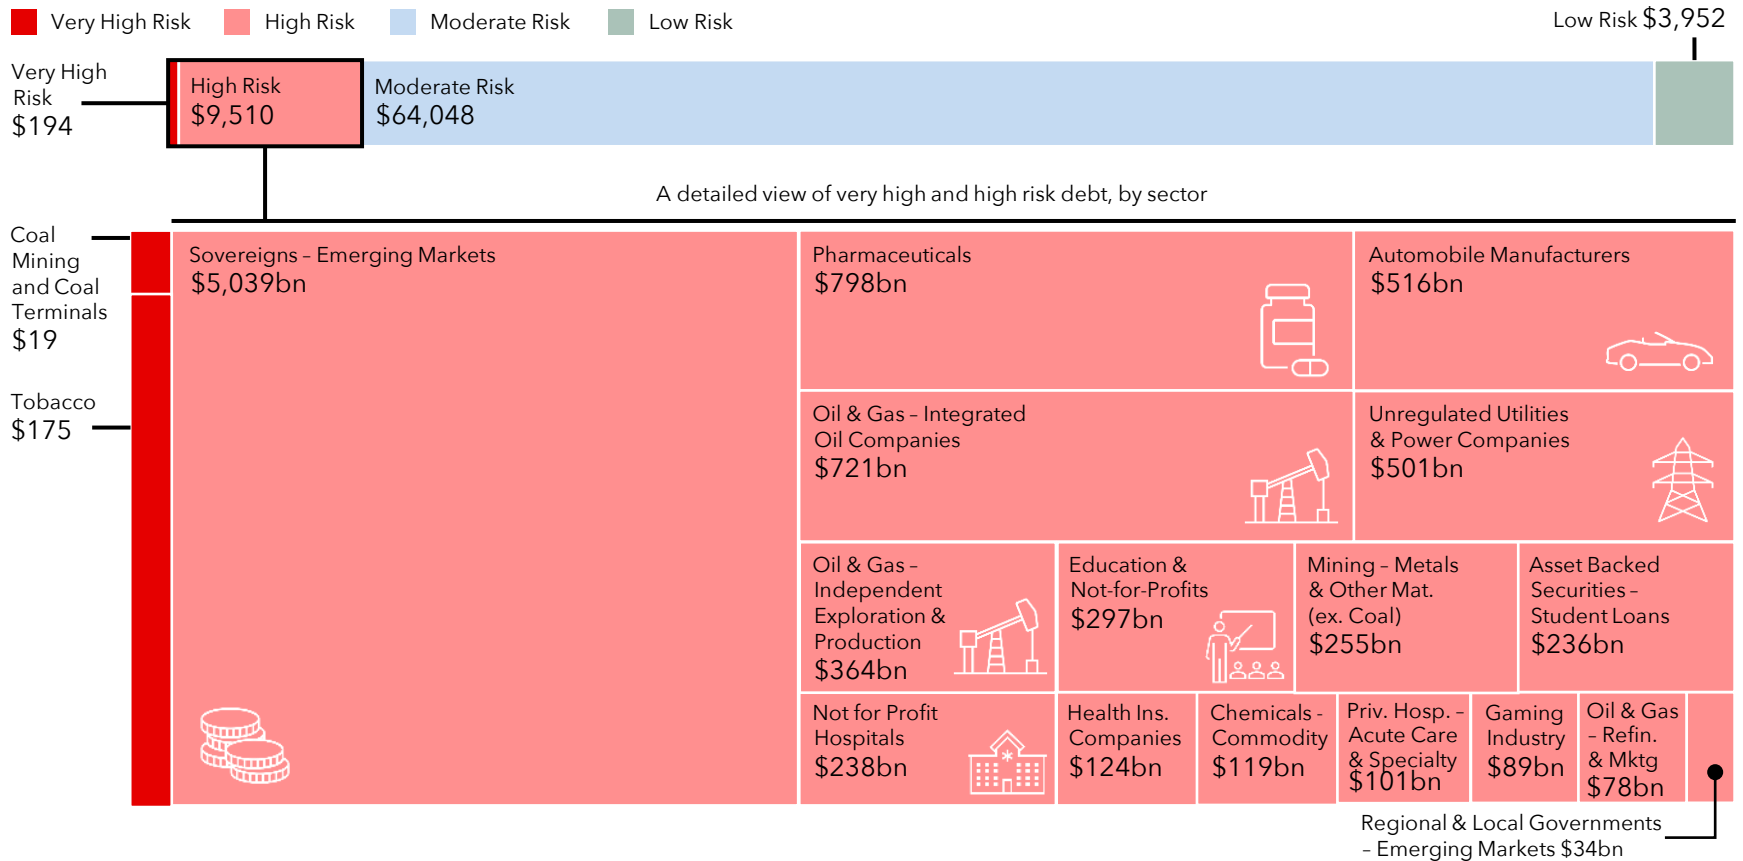 Very High Risk
High Risk
Moderate Risk
Low Risk
Low Risk $3,952
Very High
Risk
$194
High Risk
$9,510
Moderate Risk
$64,048
A detailed view of very high and high risk debt, by sector
Coal
Mining
and Coal
Terminals
$19
Tobacco
$175
Sovereigns – Emerging Markets
$5,039bn
Pharmaceuticals
$798bn
Automobile Manufacturers
$516bn
Oil & Gas – Integrated
Oil Companies
$721bn
Unregulated Utilities
& Power Companies
$501bn
Oil & Gas –
Independent
Exploration &
Production
$364bn
Education &
Not-for-Profits
$297bn
Mining – Metals
& Other Mat.
(ex. Coal)
$255bn
Asset Backed
Securities –
Student Loans
$236bn
Not for Profit
Hospitals
$238bn
Health Ins.
Companies
$124bn
Chemicals -
Commodity
$119bn
Priv. Hosp. –
Acute Care
& Specialty
$101bn
Gaming
Industry
$89bn
Oil & Gas
– Refin.
& Mktg
$78bn
Regional & Local Governments
– Emerging Markets $34bn